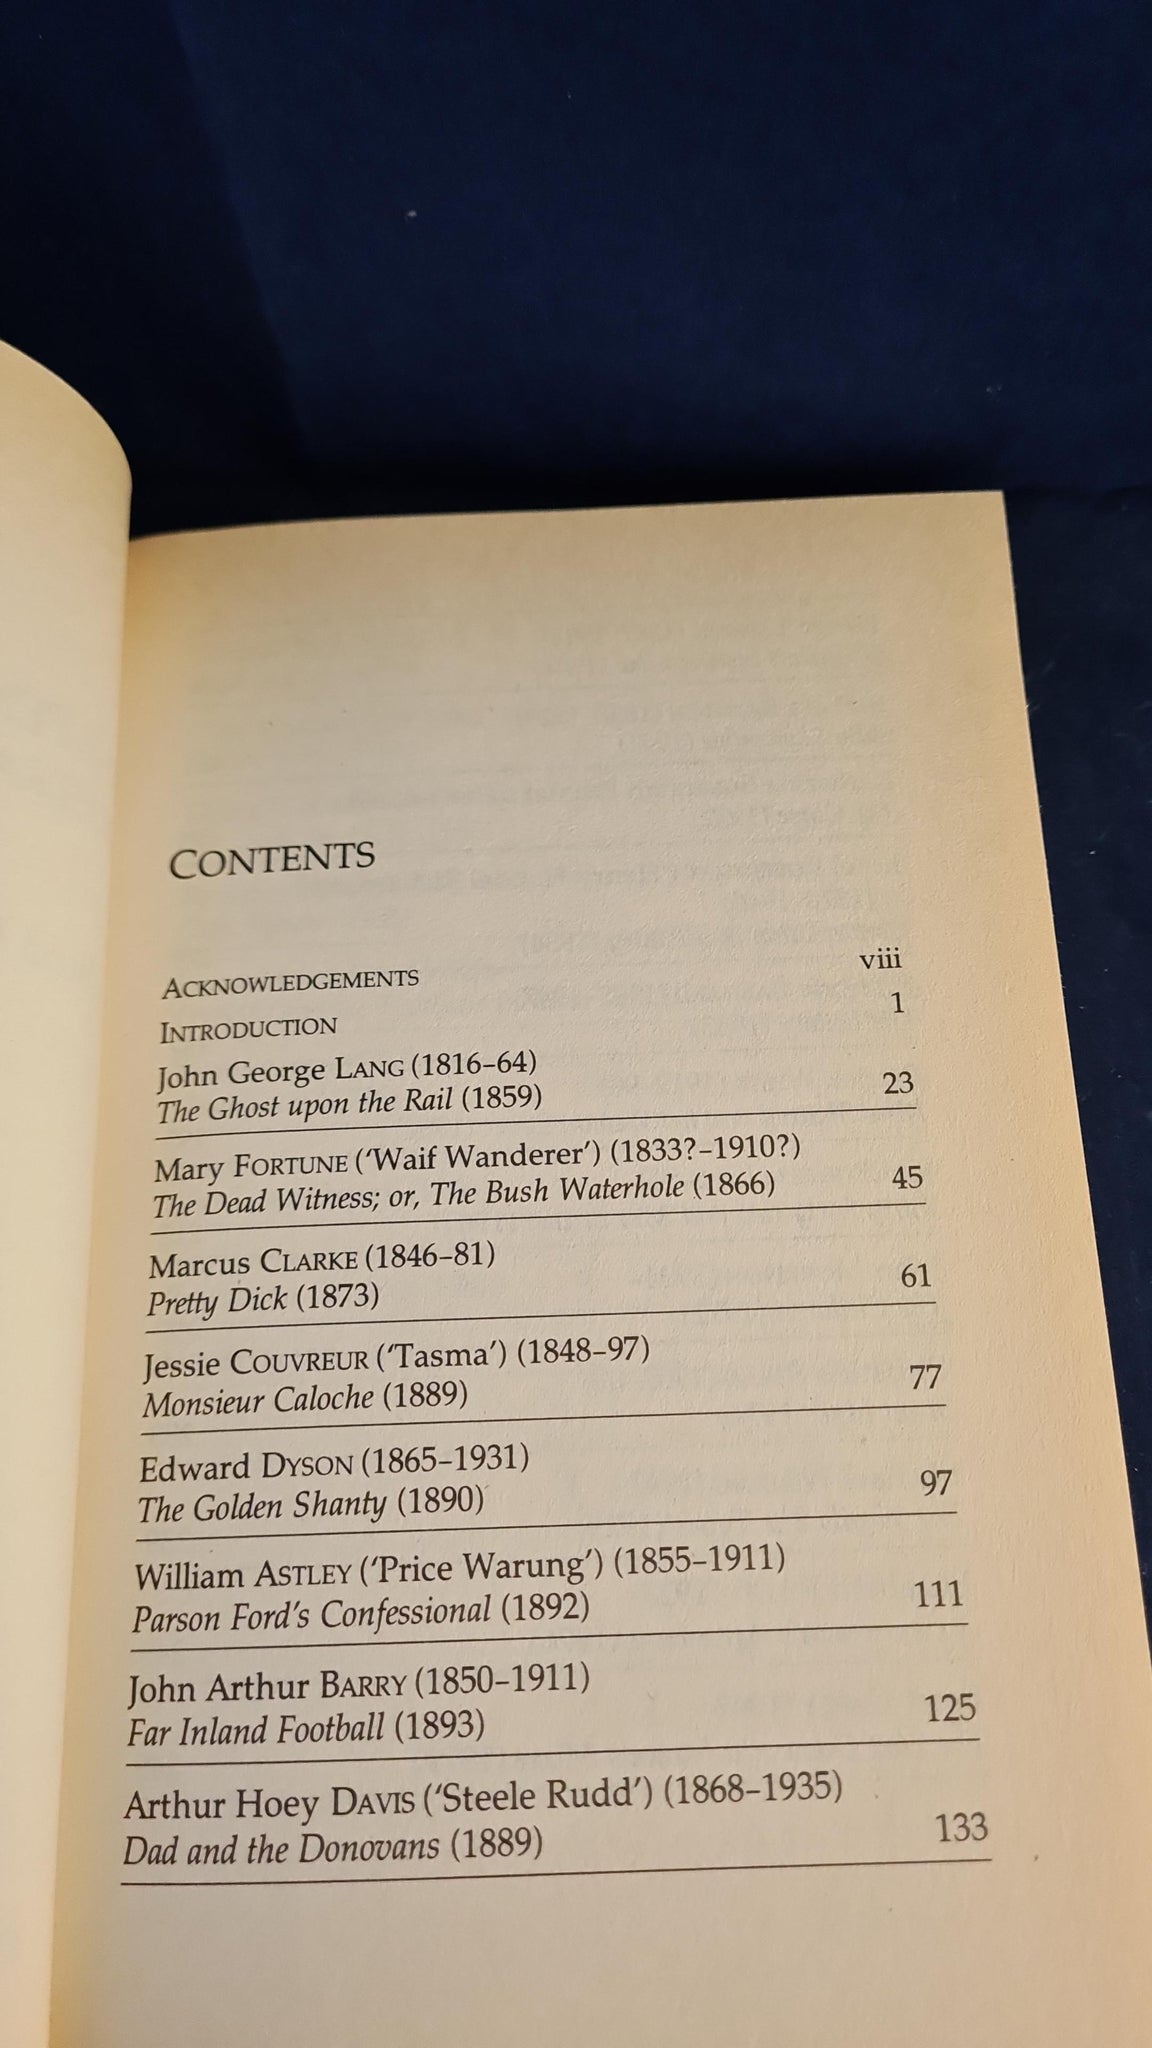 CONTENTS
ACKNOWLEDGEMENTS viii
INTRODUCTION 1
John George LANG (1816–64)
The Ghost upon the Rail (1859) 23
Mary FORTUNE (‘Waif Wanderer’) (1833?–1910?)
The Dead Witness; or, The Bush Waterhole (1866) 45
Marcus CLARKE (1846–81)
Pretty Dick (1873) 61
Jessie COUVREUR (‘Tasma’) (1848–97)
Monsieur Caloche (1889) 77
Edward DYSON (1865–1931)
The Golden Shanty (1890) 97
William ASTLEY (‘Price Warung’) (1855–1911)
Parson Ford’s Confessional (1892) 111
John Arthur BARRY (1850–1911)
Far Inland Football (1893) 125
Arthur Hoey DAVIS (‘Steele Rudd’) (1868–1935)
Dad and the Donovans (1889) 133